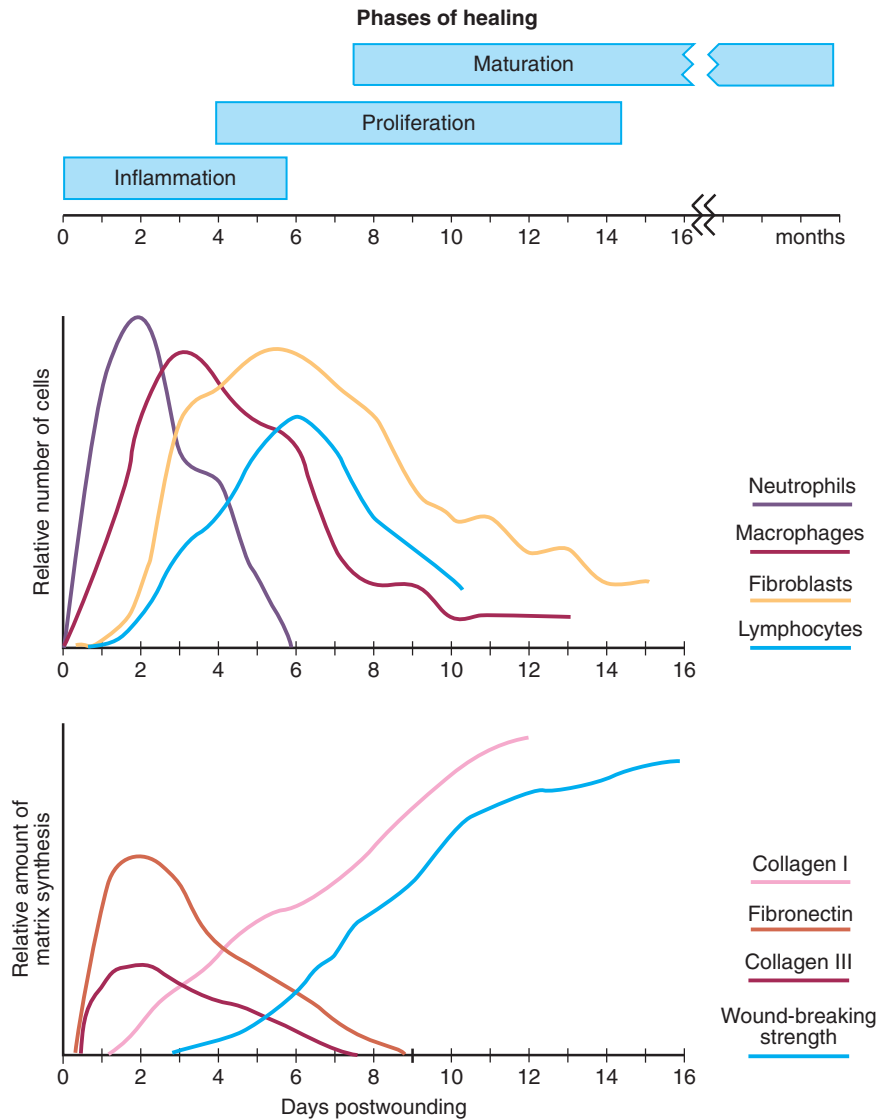 Phases of healing
Maturation
Proliferation
Inflammation
0 2 4 6 8 10 12 14 16 months
Relative number of cells
Neutrophils
Macrophages
Fibroblasts
Lymphocytes
0 2 4 6 8 10 12 14 16
Relative amount of
matrix synthesis
Collagen I
Fibronectin
Collagen III
Wound-breaking
strength
0 2 4 6 8 10 12 14 16
Days postwounding